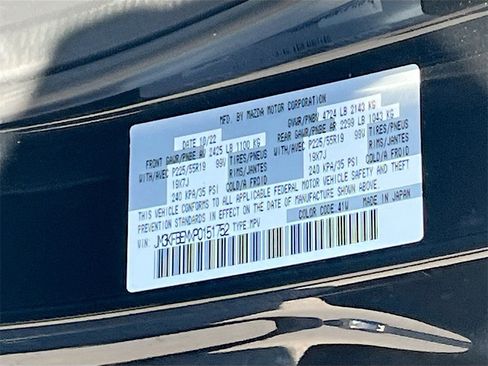 MFD. BY MAZDA MOTOR CORPORATION
DATE 10/22 GVWR/PNBV 4724 LB 2143 KG
FRONT GAWR/PNBE AV 2425 LB 1100 KG REAR GAWR/PNBE AR 2299 LB 1043 KG
WITH/AVEC P225/55R19 99V TIRES/PNEUS WITH/AVEC P225/55R19 99V TIRES/PNEUS
19X7J RIMS/JANTES 19X7J RIMS/JANTES
240 KPA/35 PSI COLD/A FROID 240 KPA/35 PSI COLD/A FROID
THIS VEHICLE CONFORMS TO ALL APPLICABLE FEDERAL MOTOR VEHICLE SAFETY AND THEFT
PREVENTION STANDARDS IN EFFECT ON THE DATE OF MANUFACTURE SHOWN ABOVE.
COLOR CODE:41W MADE IN JAPAN
VIN: TYPE:MPV